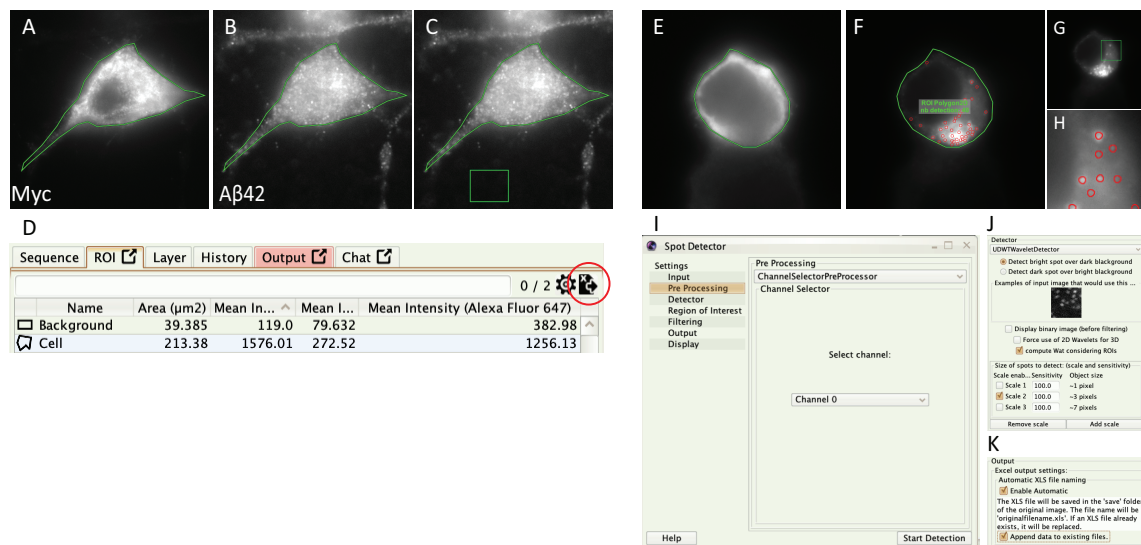 A
B
C
Myc
Aβ42
D
Sequence ROI Layer History Output Chat
0 / 2
Name Area (μm2) Mean In... Mean I... Mean Intensity (Alexa Fluor 647)
Background 39.385 119.0 79.632 382.98
Cell 213.38 1576.01 272.52 1256.13
E
F
ROI Polygon
nb detection
G
H
I
Spot Detector
Settings
Input
Pre Processing
Detector
Region of Interest
Filtering
Output
Display
Pre Processing
ChannelSelectorPreProcessor
Channel Selector
Select channel:
Channel 0
Help
Start Detection
J
Detector
UDWTWaveletDetector
Detect bright spot over dark background
Detect dark spot over bright background
Examples of input image that would use this ...
Display binary image (before filtering)
Force use of 2D Wavelets for 3D
compute Wat considering ROIs
Size of spots to detect: (scale and sensitivity)
Scale enab... Sensitivity Object size
Scale 1 100.0 ~1 pixel
Scale 2 100.0 ~3 pixels
Scale 3 100.0 ~7 pixels
Remove scale Add scale
K
Output
Excel output settings:
Automatic XLS file naming
Enable Automatic
The XLS file will be saved in the 'save' folde
of the original image. The file name will be
'originalfilename.xls'. If an XLS file already
exists, it will be replaced.
Append data to existing files.